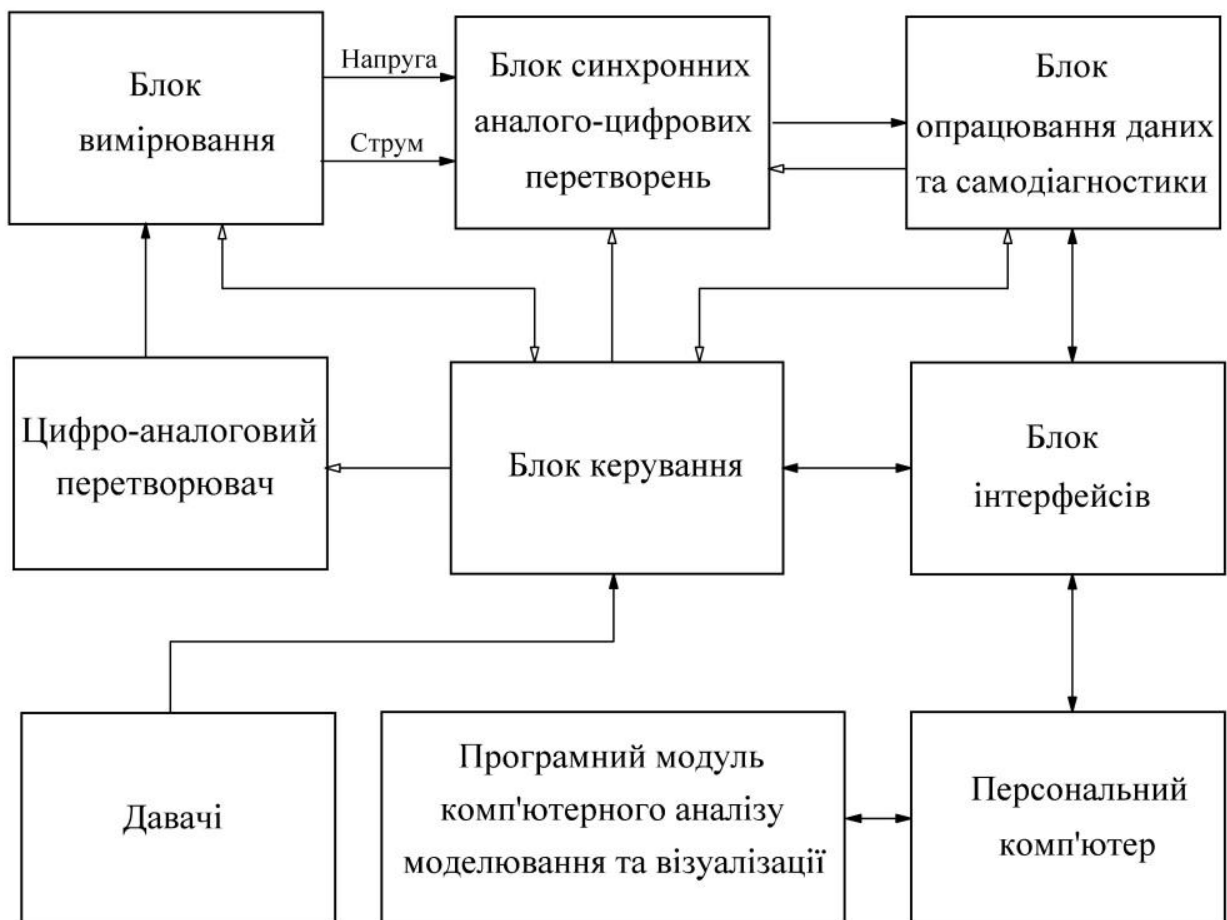 Блок
вимірювання
Напруга
Струм
Блок синхронних
аналого-цифрових
перетворень
Блок
опрацювання даних
та самодіагностики
Цифро-аналоговий
перетворювач
Блок керування
Блок
інтерфейсів
Давачі
Програмний модуль
комп'ютерного аналізу
моделювання та візуалізації
Персональний
комп'ютер